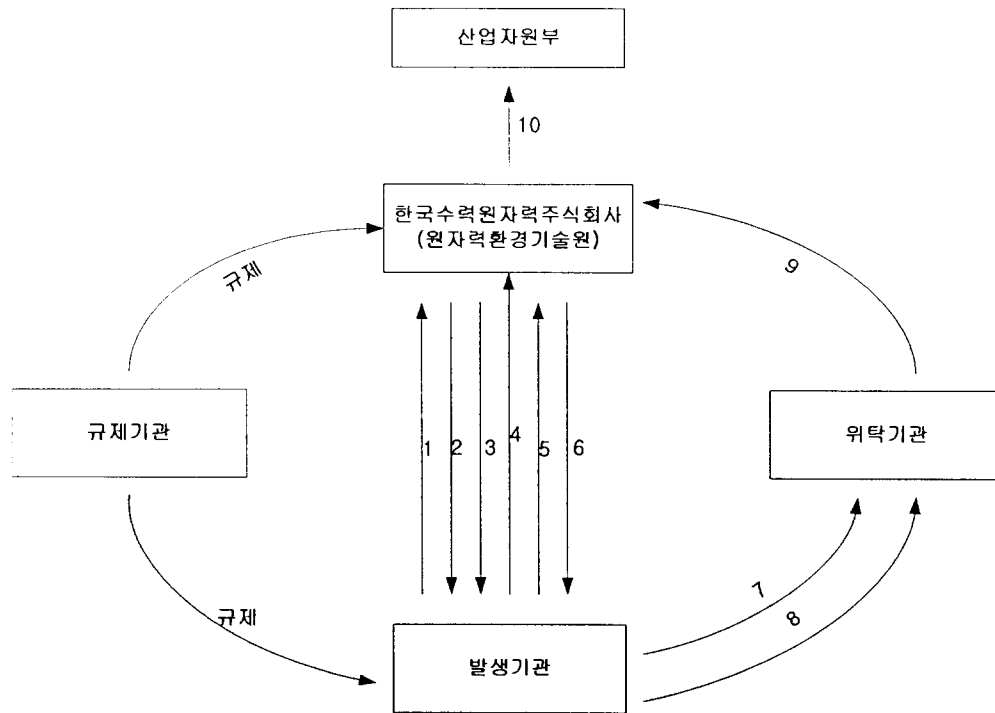 산업자원부
10
한국수력원자력주식회사
(원자력환경기술원)
규제
9
규제기관
위탁기관
1 2 3 4 5 6
7
8
규제
발생기관